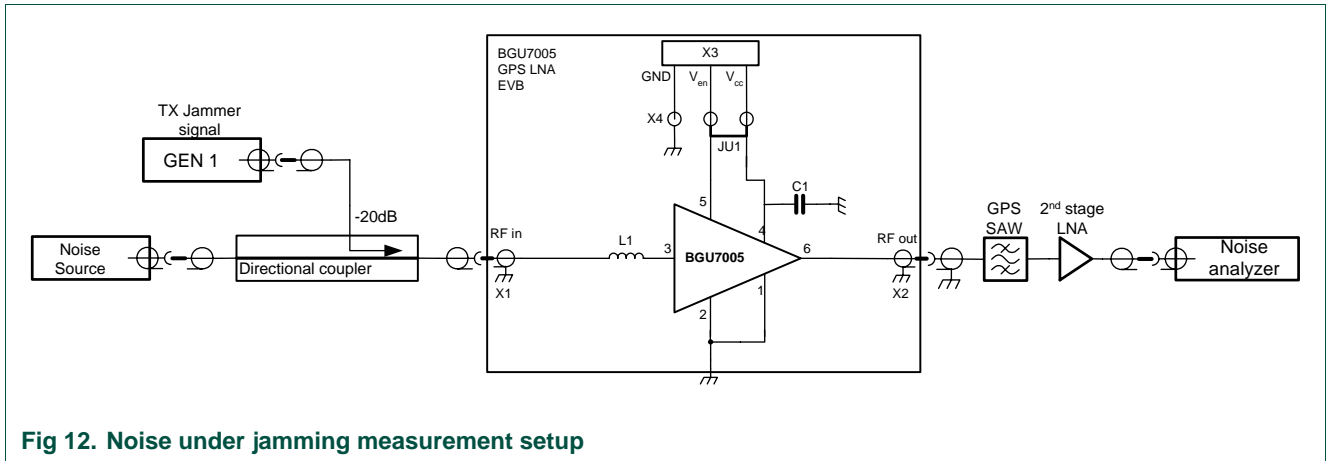 BGU7005
GPS LNA
EVB
X3
GND
V_en
V_cc
X4
JU1
C1
TX Jammer
signal
GEN 1
-20dB
Noise
Source
Directional coupler
RF in
X1
L1
5
3
BGU7005
4
6
1
2
RF out
X2
GPS
SAW
2nd stage
LNA
Noise
analyzer
Fig 12. Noise under jamming measurement setup